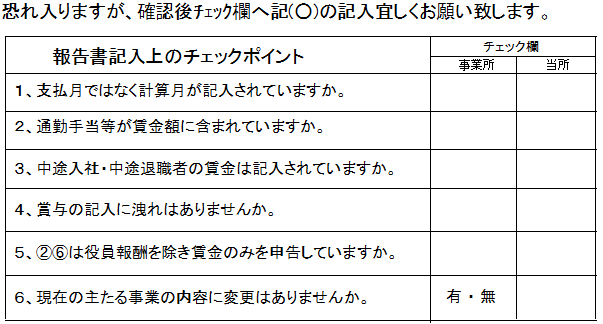 恐れ入りますが、確認後ﾁｪｯｸ欄へ記(〇)の記入宜しくお願い致します。
報告書記入上のチェックポイント
チェック欄
事業所 当所
１、支払月ではなく計算月が記入されていますか。
２、通勤手当等が賃金額に含まれていますか。
３、中途入社・中途退職者の賃金は記入されていますか。
４、賞与の記入に洩れはありませんか。
５、②⑥は役員報酬を除き賃金のみを申告していますか。
６、現在の主たる事業の内容に変更はありませんか。 有・無